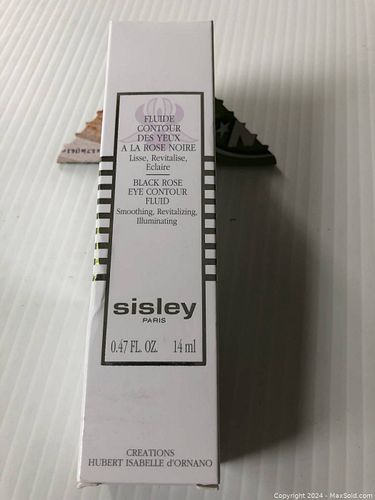 FLUIDE
CONTOUR
DES YEUX
A LA ROSE NOIRE
Lisse, Revitalise,
Eclaire
BLACK ROSE
EYE CONTOUR
FLUID
Smoothing, Revitalizing,
Illuminating
sisley
PARIS
0.47 FL. OZ. 14 ml
CREATIONS
HUBERT ISABELLE d'ORNANO
© Copyright 2024 - MaxSold.com